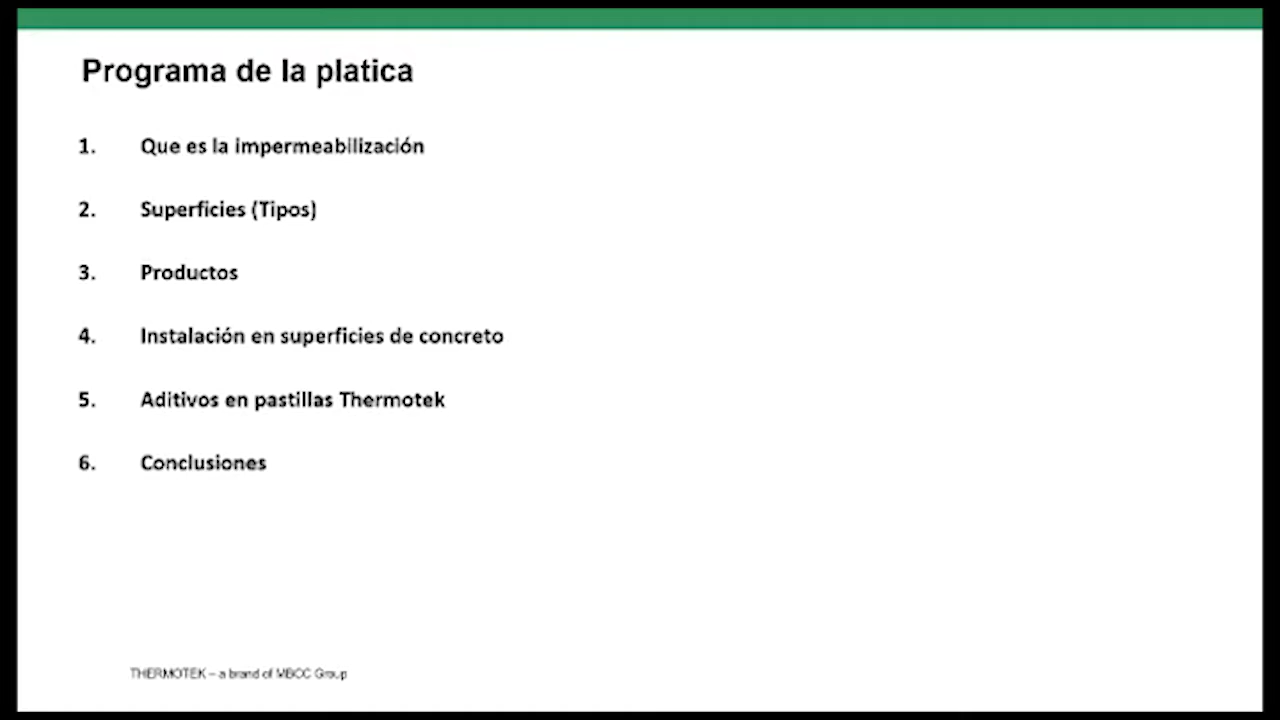 Programa de la platica
1. Que es la impermeabilización
2. Superficies (Tipos)
3. Productos
4. Instalación en superficies de concreto
5. Aditivos en pastillas Thermotek
6. Conclusiones
THERMOTEK – a brand of MBCC Group